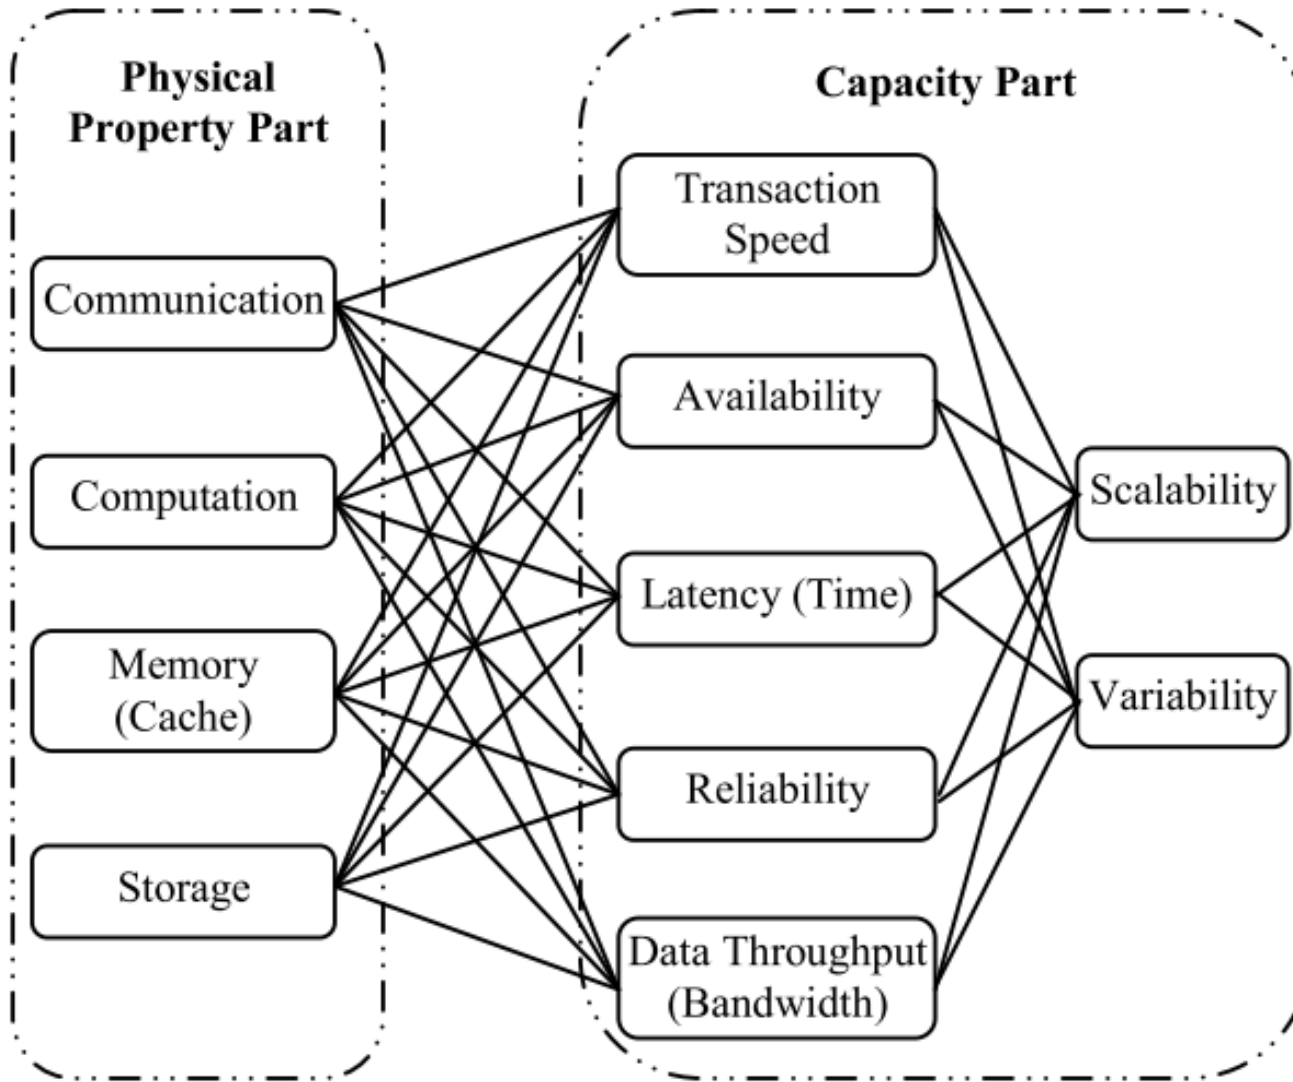 Physical
Property Part
Communication
Computation
Memory
(Cache)
Storage
Capacity Part
Transaction
Speed
Availability
Latency (Time)
Reliability
Data Throughput
(Bandwidth)
Scalability
Variability